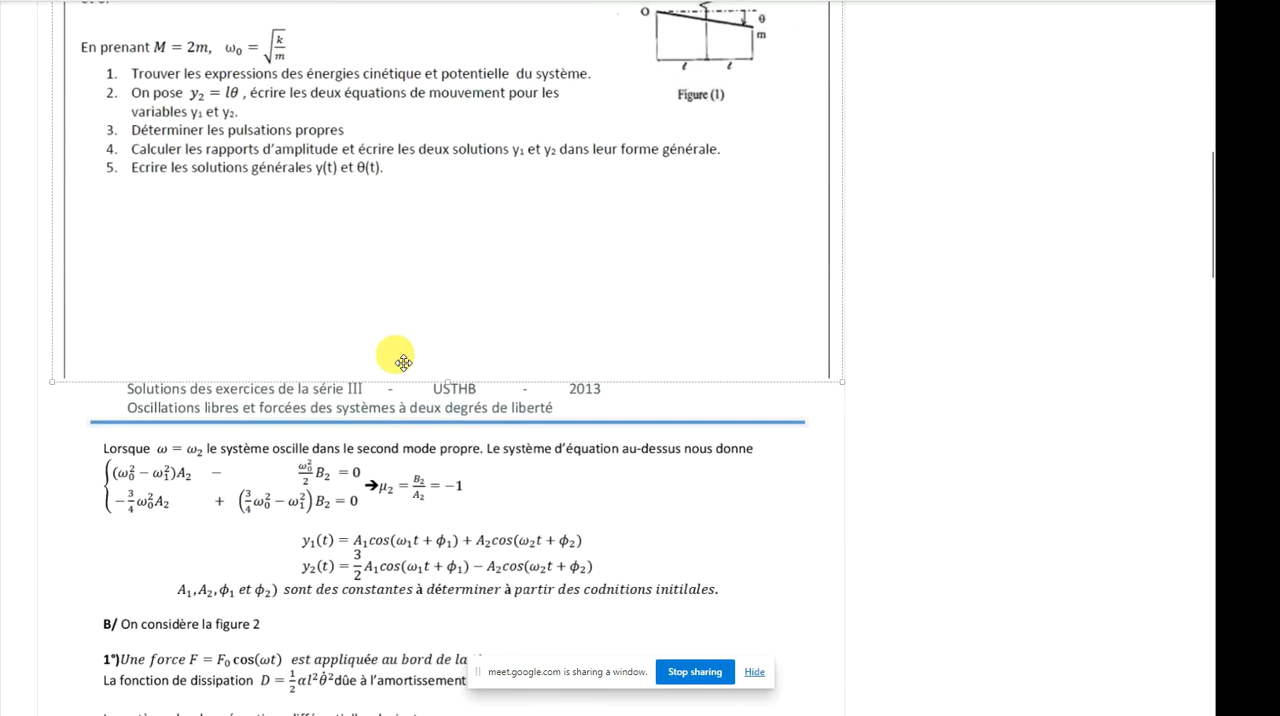 O
θ
m
ℓ ℓ
Figure (1)
En prenant M = 2m, ω₀ = √(k/m)
1. Trouver les expressions des énergies cinétique et potentielle du système.
2. On pose y₂ = lθ , écrire les deux équations de mouvement pour les
variables y₁ et y₂.
3. Déterminer les pulsations propres
4. Calculer les rapports d'amplitude et écrire les deux solutions y₁ et y₂ dans leur forme générale.
5. Ecrire les solutions générales y(t) et θ(t).
Solutions des exercices de la série III - USTHB - 2013
Oscillations libres et forcées des systèmes à deux degrés de liberté
Lorsque ω = ω₂ le système oscille dans le second mode propre. Le système d'équation au-dessus nous donne
{(ω₀² − ω₁²)A₂ − ω₀²/2 B₂ = 0
−3/4 ω₀²A₂ + (3/4 ω₀² − ω₁²)B₂ = 0 ➔μ₂ = B₂/A₂ = −1
y₁(t) = A₁cos(ω₁t + ϕ₁) + A₂cos(ω₂t + ϕ₂)
y₂(t) = 3/2 A₁cos(ω₁t + ϕ₁) − A₂cos(ω₂t + ϕ₂)
A₁, A₂, ϕ₁ et ϕ₂) sont des constantes à déterminer à partir des codnitions initilales.
B/ On considère la figure 2
1°)Une force F = F₀ cos(ωt) est appliquée au bord de la
La fonction de dissipation D = 1/2 αl²θ̇²dûe à l'amortissement
meet.google.com is sharing a window.
Stop sharing
Hide